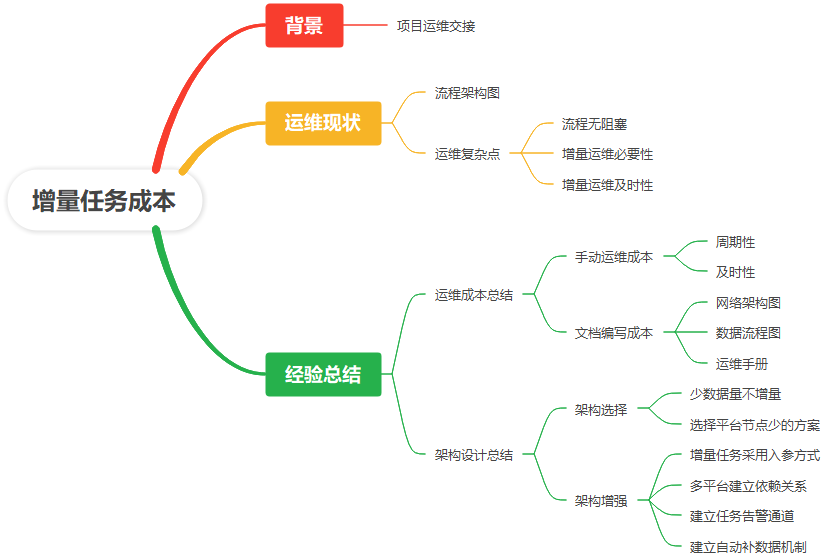 增量任务成本
背景
项目运维交接
运维现状
流程架构图
运维复杂点
流程无阻塞
增量运维必要性
增量运维及时性
经验总结
运维成本总结
手动运维成本
周期性
及时性
文档编写成本
网络架构图
数据流程图
运维手册
架构设计总结
架构选择
少数据量不增量
选择平台节点少的方案
架构增强
增量任务采用入参方式
多平台建立依赖关系
建立任务告警通道
建立自动补数据机制